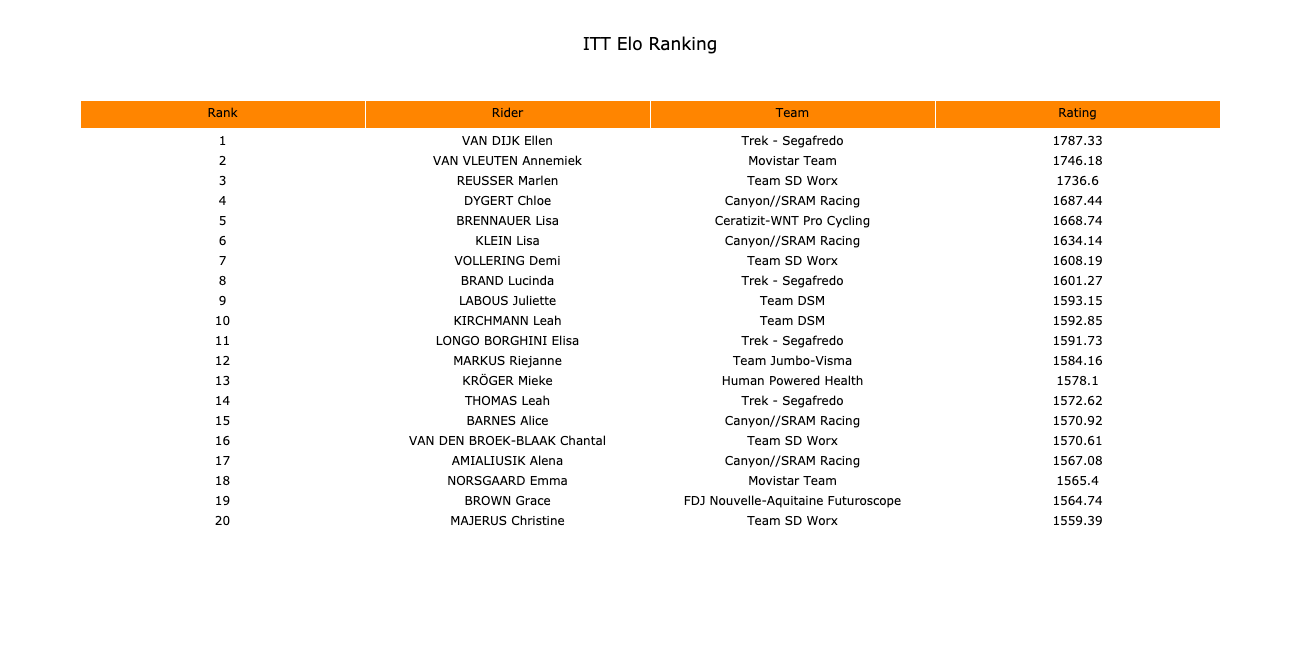 ITT Elo Ranking
Rank Rider Team Rating
1 VAN DIJK Ellen Trek - Segafredo 1787.33
2 VAN VLEUTEN Annemiek Movistar Team 1746.18
3 REUSSER Marlen Team SD Worx 1736.6
4 DYGERT Chloe Canyon//SRAM Racing 1687.44
5 BRENNAUER Lisa Ceratizit-WNT Pro Cycling 1668.74
6 KLEIN Lisa Canyon//SRAM Racing 1634.14
7 VOLLERING Demi Team SD Worx 1608.19
8 BRAND Lucinda Trek - Segafredo 1601.27
9 LABOUS Juliette Team DSM 1593.15
10 KIRCHMANN Leah Team DSM 1592.85
11 LONGO BORGHINI Elisa Trek - Segafredo 1591.73
12 MARKUS Riejanne Team Jumbo-Visma 1584.16
13 KRÖGER Mieke Human Powered Health 1578.1
14 THOMAS Leah Trek - Segafredo 1572.62
15 BARNES Alice Canyon//SRAM Racing 1570.92
16 VAN DEN BROEK-BLAAK Chantal Team SD Worx 1570.61
17 AMIALIUSIK Alena Canyon//SRAM Racing 1567.08
18 NORSGAARD Emma Movistar Team 1565.4
19 BROWN Grace FDJ Nouvelle-Aquitaine Futuroscope 1564.74
20 MAJERUS Christine Team SD Worx 1559.39